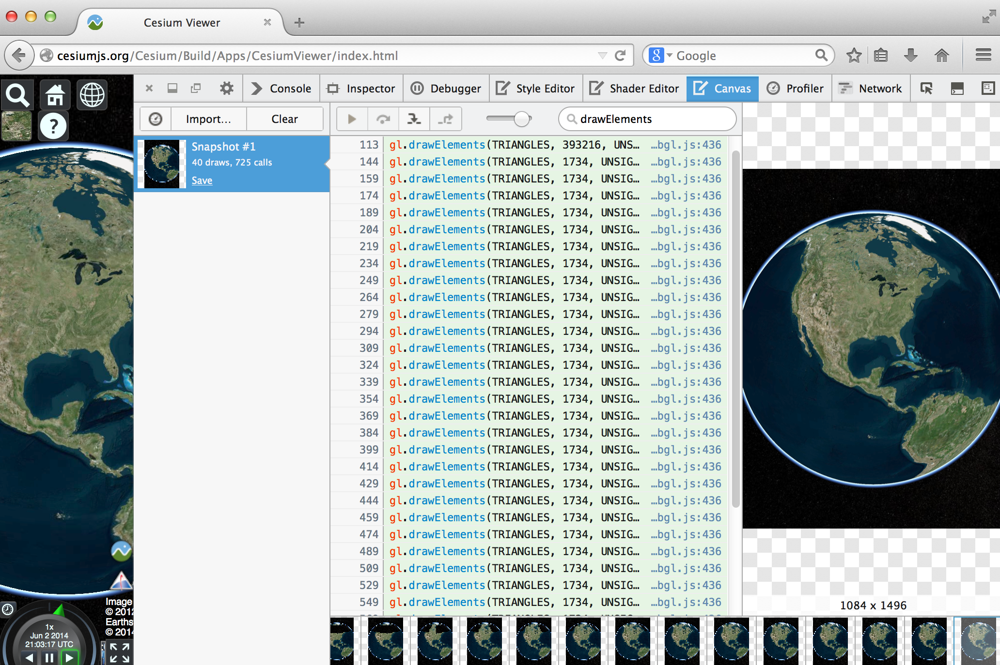 Cesium Viewer
cesiumjs.org/Cesium/Build/Apps/CesiumViewer/index.html
g Google
Console
Inspector
Debugger
Style Editor
Shader Editor
Canvas
Profiler
Network
Import...
Clear
drawElements
?
Snapshot #1
40 draws, 725 calls
Save
113 gl.drawElements(TRIANGLES, 393216, UNS… …bgl.js:436
144 gl.drawElements(TRIANGLES, 1734, UNSIG… …bgl.js:436
159 gl.drawElements(TRIANGLES, 1734, UNSIG… …bgl.js:436
174 gl.drawElements(TRIANGLES, 1734, UNSIG… …bgl.js:436
189 gl.drawElements(TRIANGLES, 1734, UNSIG… …bgl.js:436
204 gl.drawElements(TRIANGLES, 1734, UNSIG… …bgl.js:436
219 gl.drawElements(TRIANGLES, 1734, UNSIG… …bgl.js:436
234 gl.drawElements(TRIANGLES, 1734, UNSIG… …bgl.js:436
249 gl.drawElements(TRIANGLES, 1734, UNSIG… …bgl.js:436
264 gl.drawElements(TRIANGLES, 1734, UNSIG… …bgl.js:436
279 gl.drawElements(TRIANGLES, 1734, UNSIG… …bgl.js:436
294 gl.drawElements(TRIANGLES, 1734, UNSIG… …bgl.js:436
309 gl.drawElements(TRIANGLES, 1734, UNSIG… …bgl.js:436
324 gl.drawElements(TRIANGLES, 1734, UNSIG… …bgl.js:436
339 gl.drawElements(TRIANGLES, 1734, UNSIG… …bgl.js:436
354 gl.drawElements(TRIANGLES, 1734, UNSIG… …bgl.js:436
369 gl.drawElements(TRIANGLES, 1734, UNSIG… …bgl.js:436
384 gl.drawElements(TRIANGLES, 1734, UNSIG… …bgl.js:436
399 gl.drawElements(TRIANGLES, 1734, UNSIG… …bgl.js:436
414 gl.drawElements(TRIANGLES, 1734, UNSIG… …bgl.js:436
429 gl.drawElements(TRIANGLES, 1734, UNSIG… …bgl.js:436
444 gl.drawElements(TRIANGLES, 1734, UNSIG… …bgl.js:436
459 gl.drawElements(TRIANGLES, 1734, UNSIG… …bgl.js:436
474 gl.drawElements(TRIANGLES, 1734, UNSIG… …bgl.js:436
489 gl.drawElements(TRIANGLES, 1734, UNSIG… …bgl.js:436
509 gl.drawElements(TRIANGLES, 1734, UNSIG… …bgl.js:436
529 gl.drawElements(TRIANGLES, 1734, UNSIG… …bgl.js:436
549 gl.drawElements(TRIANGLES, 1734, UNSIG… …bgl.js:436
1084 x 1496
Image
© 2012
Earths
© 2014
1x
Jun 2 2014
21:03:17 UTC